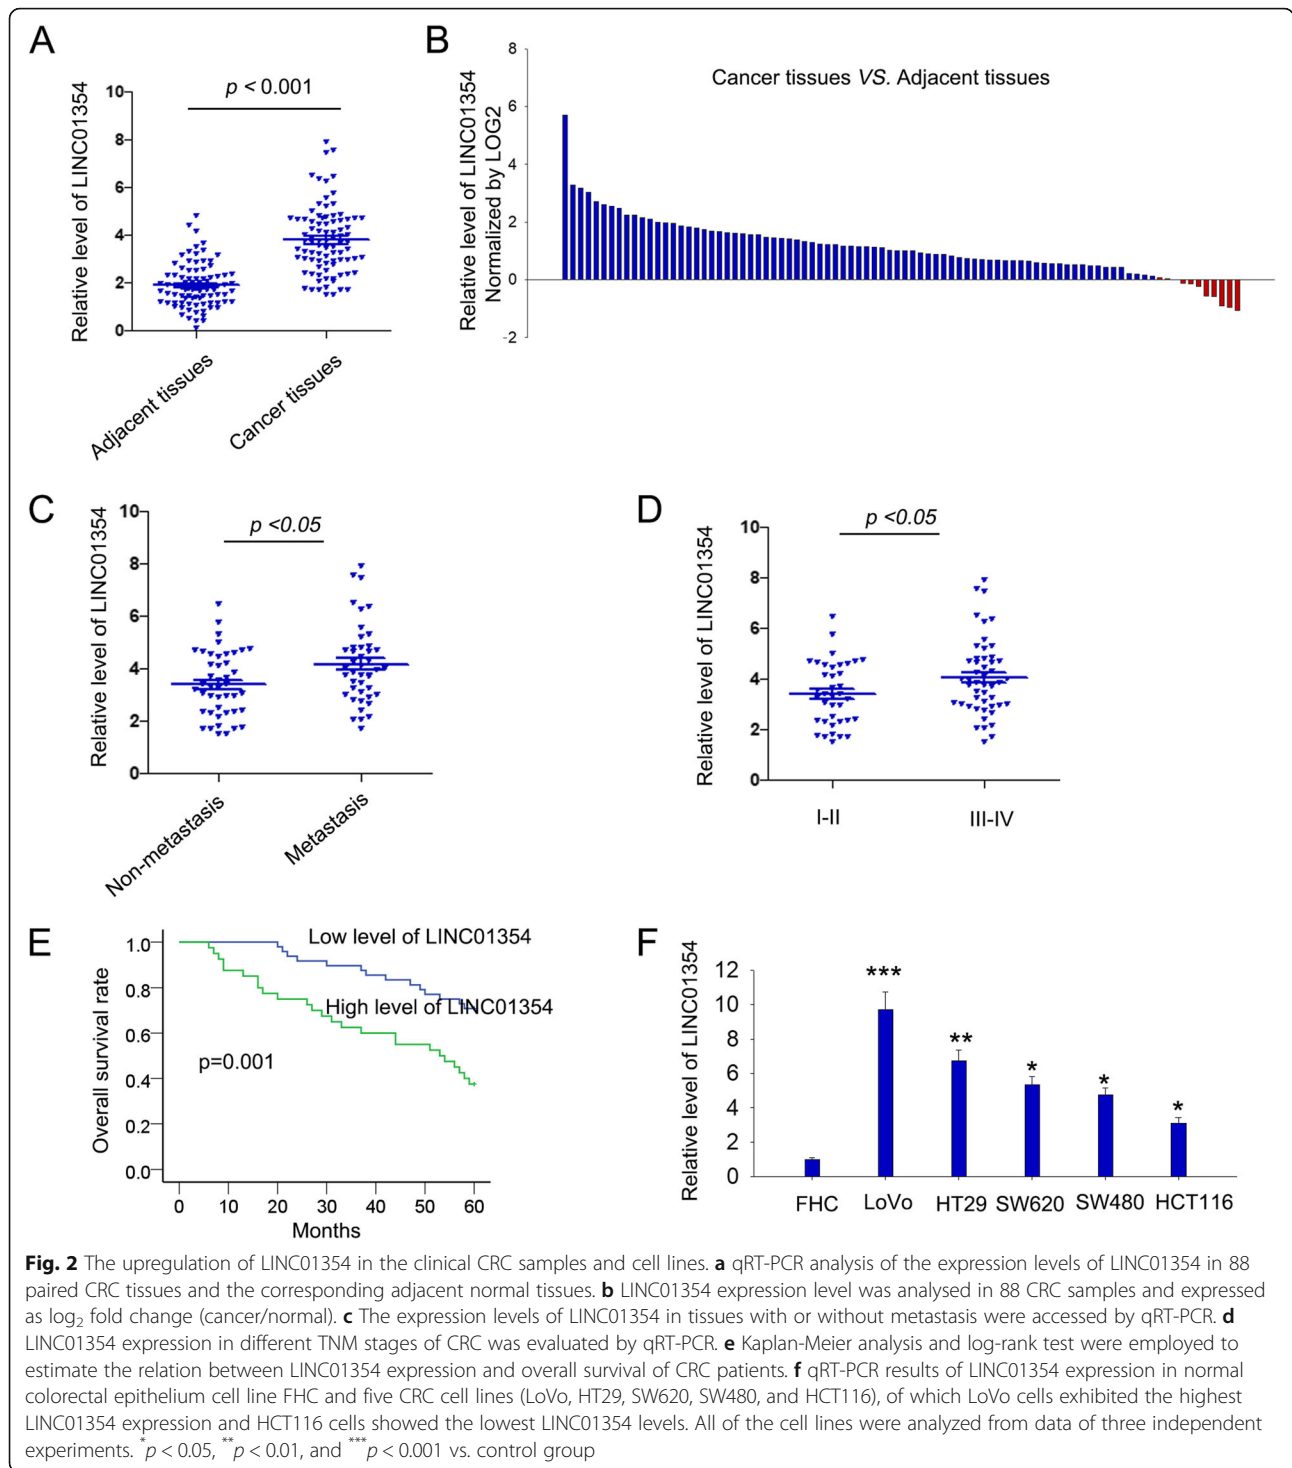 A
Relative level of LINC01354
10
8
6
4
2
0
p < 0.001
Adjacent tissues
Cancer tissues
B
Relative level of LINC01354
Normalized by LOG2
8
6
4
2
0
-2
Cancer tissues VS. Adjacent tissues
C
Relative level of LINC01354
10
8
6
4
2
0
p <0.05
Non-metastasis
Metastasis
D
Relative level of LINC01354
10
8
6
4
2
0
p <0.05
I-II
III-IV
E
Overall survival rate
1.0
0.8
0.6
0.4
0.2
0.0
Low level of LINC01354
High level of LINC01354
p=0.001
0 10 20 30 40 50 60
Months
F
Relative level of LINC01354
12
10
8
6
4
2
0
***
**
*
*
*
FHC LoVo HT29 SW620 SW480 HCT116
Fig. 2 The upregulation of LINC01354 in the clinical CRC samples and cell lines. a qRT-PCR analysis of the expression levels of LINC01354 in 88
paired CRC tissues and the corresponding adjacent normal tissues. b LINC01354 expression level was analysed in 88 CRC samples and expressed
as log2 fold change (cancer/normal). c The expression levels of LINC01354 in tissues with or without metastasis were accessed by qRT-PCR. d
LINC01354 expression in different TNM stages of CRC was evaluated by qRT-PCR. e Kaplan-Meier analysis and log-rank test were employed to
estimate the relation between LINC01354 expression and overall survival of CRC patients. f qRT-PCR results of LINC01354 expression in normal
colorectal epithelium cell line FHC and five CRC cell lines (LoVo, HT29, SW620, SW480, and HCT116), of which LoVo cells exhibited the highest
LINC01354 expression and HCT116 cells showed the lowest LINC01354 levels. All of the cell lines were analyzed from data of three independent
experiments. *p < 0.05, **p < 0.01, and ***p < 0.001 vs. control group